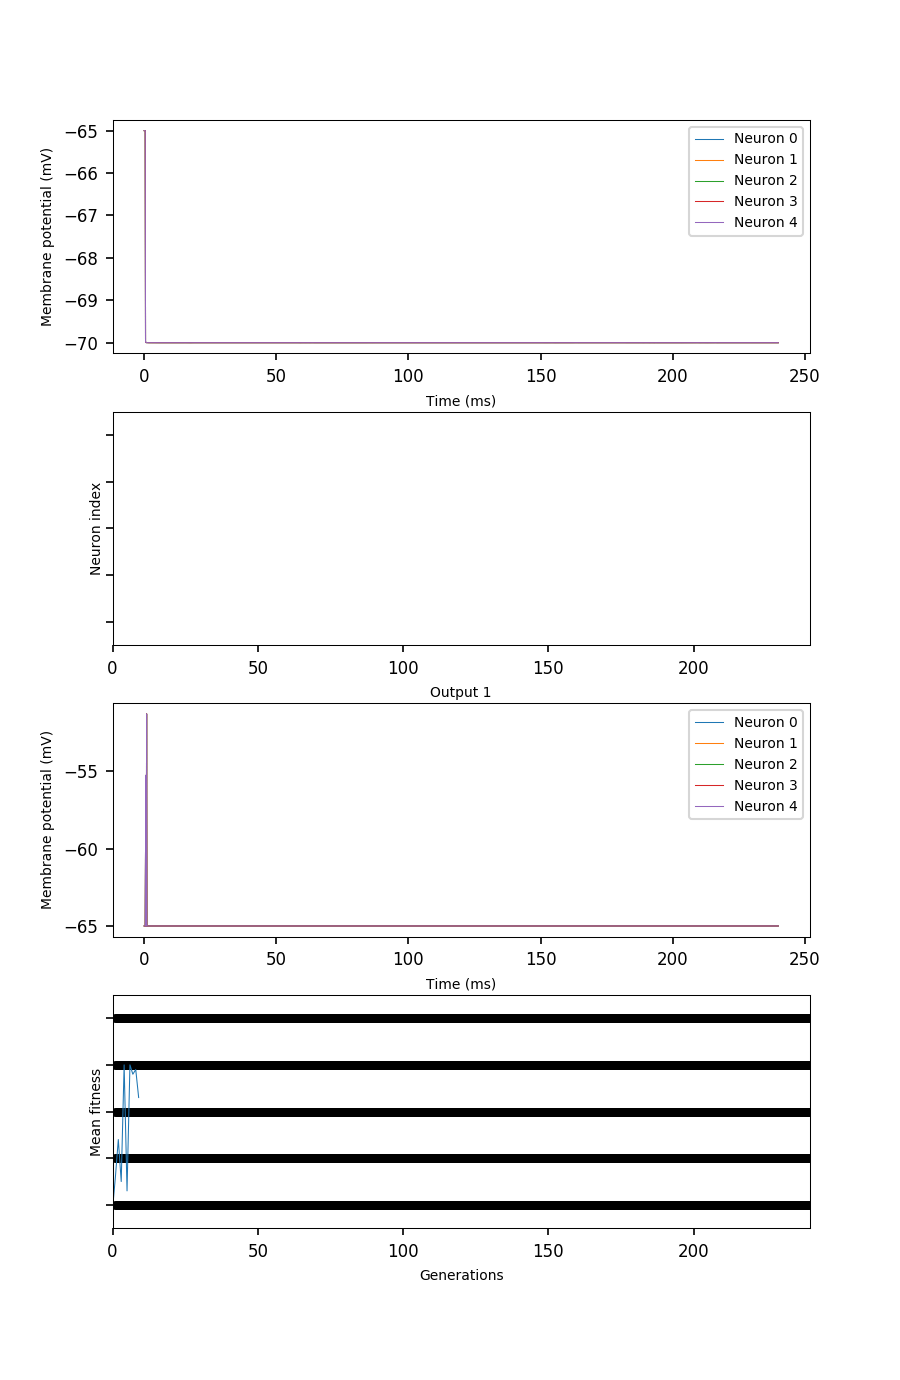 Membrane potential (mV)
−65
−66
−67
−68
−69
−70
Neuron 0
Neuron 1
Neuron 2
Neuron 3
Neuron 4
0 50 100 150 200 250
Time (ms)
Neuron index
0 50 100 150 200
Output 1
Membrane potential (mV)
−55
−60
−65
Neuron 0
Neuron 1
Neuron 2
Neuron 3
Neuron 4
0 50 100 150 200 250
Time (ms)
Mean fitness
0 50 100 150 200
Generations